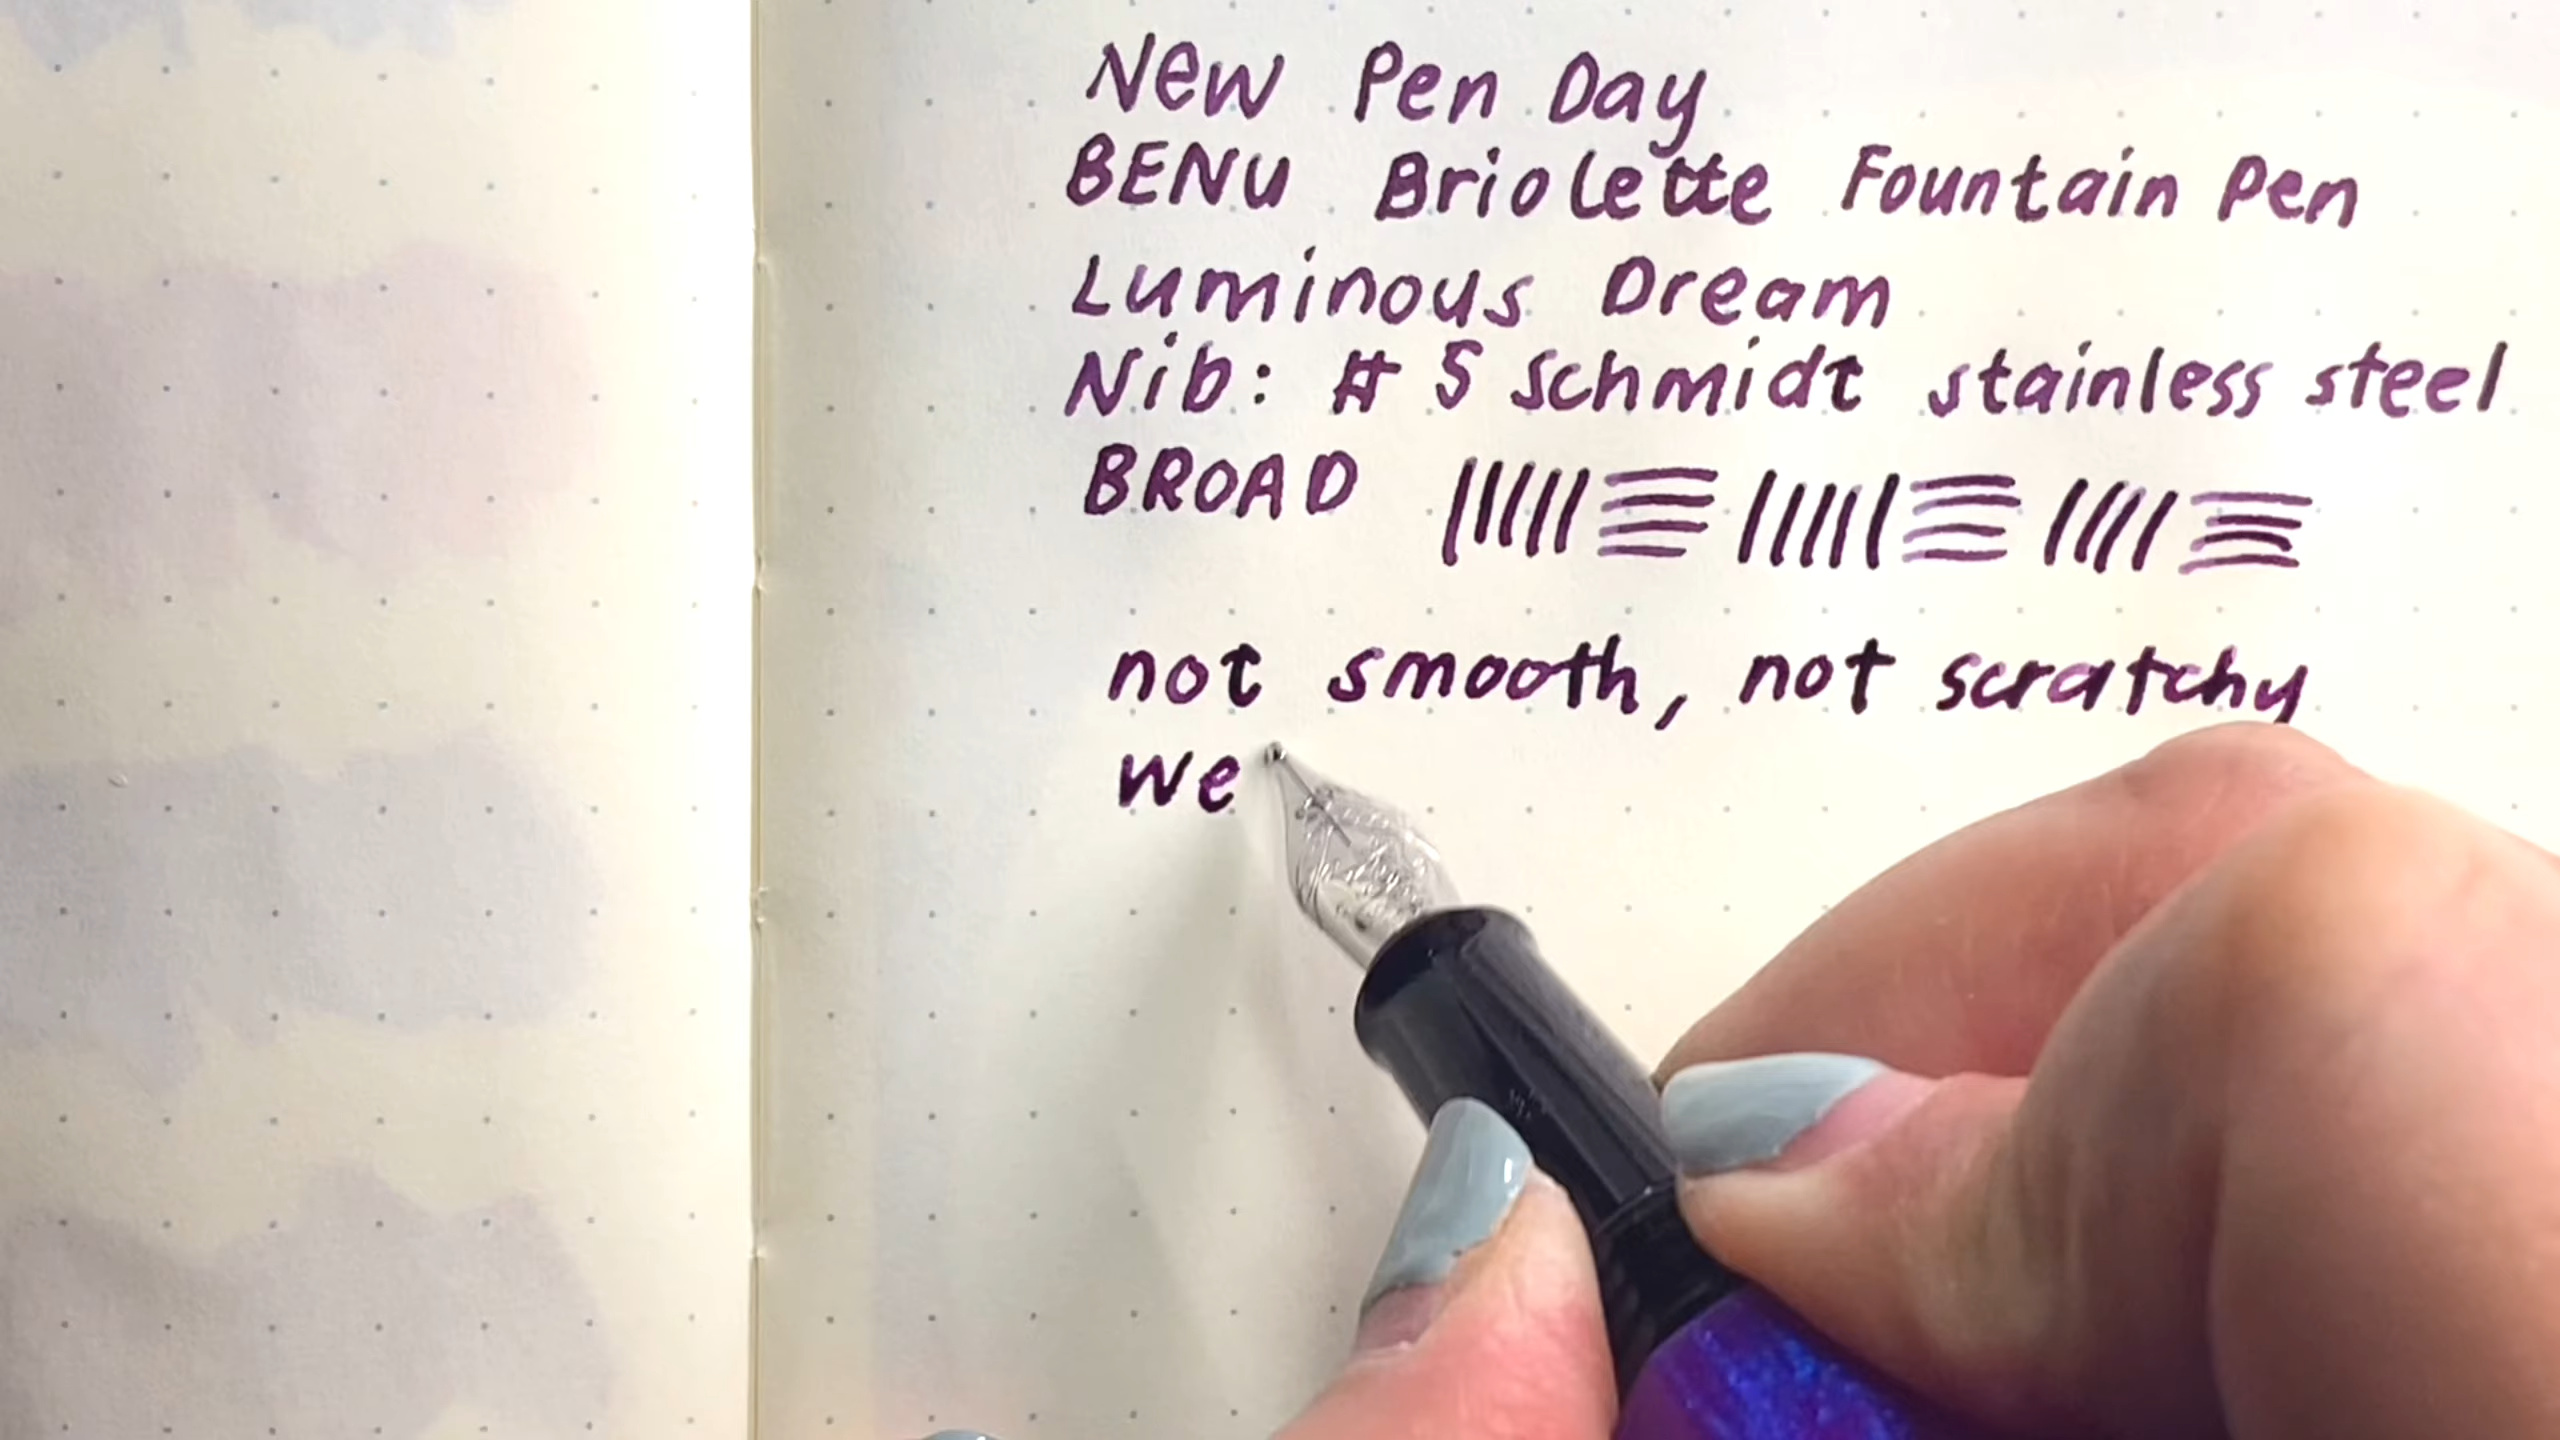 New Pen Day
BENU Briolette Fountain Pen
Luminous Dream
Nib: # 5 Schmidt stainless steel
BROAD
not smooth, not scratchy
we